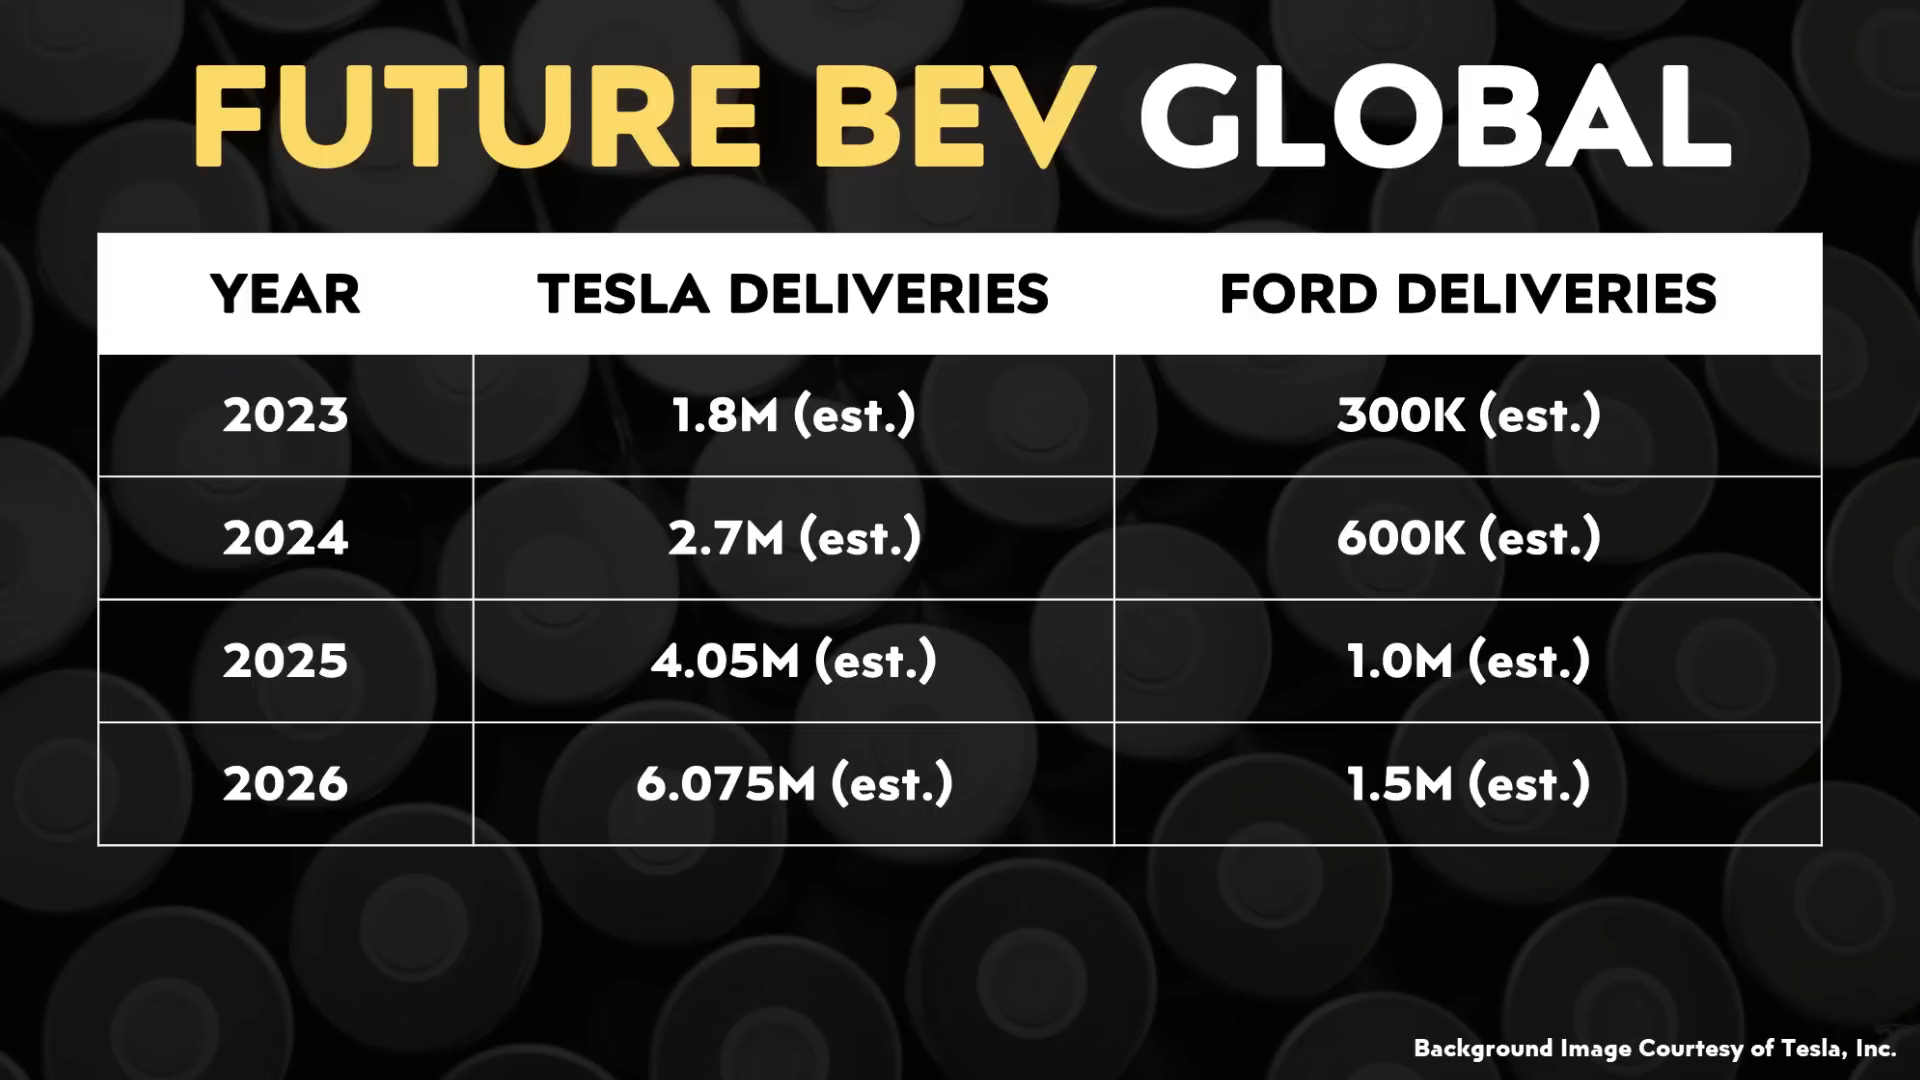 FUTURE BEV GLOBAL
YEAR TESLA DELIVERIES FORD DELIVERIES
2023 1.8M (est.) 300K (est.)
2024 2.7M (est.) 600K (est.)
2025 4.05M (est.) 1.0M (est.)
2026 6.075M (est.) 1.5M (est.)
Background Image Courtesy of Tesla, Inc.